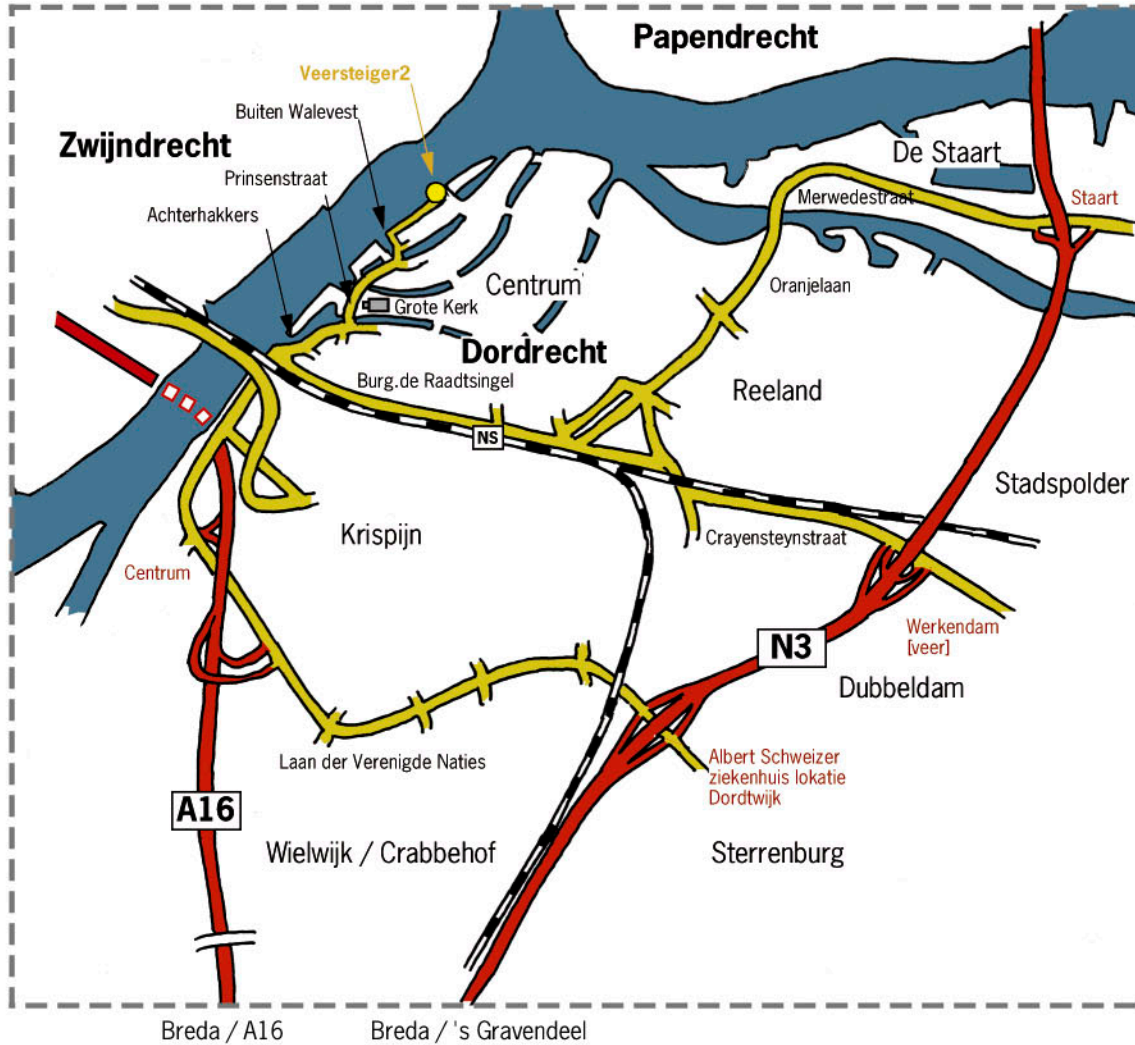 Papendrecht
Veersteiger2
Buiten Walevest
Zwijndrecht
De Staart
Prinsenstraat
Merwedestraat
Staart
Achterhakkers
Centrum
Oranjelaan
Grote Kerk
Dordrecht
Burg.de Raadtsingel
Reeland
NS
Stadspolder
Krispijn
Crayensteynstraat
Centrum
Werkendam
[veer]
N3
Dubbeldam
Laan der Verenigde Naties
Albert Schweizer
ziekenhuis lokatie
Dordtwijk
A16
Wielwijk / Crabbehof
Sterrenburg
Breda / A16
Breda / 's Gravendeel